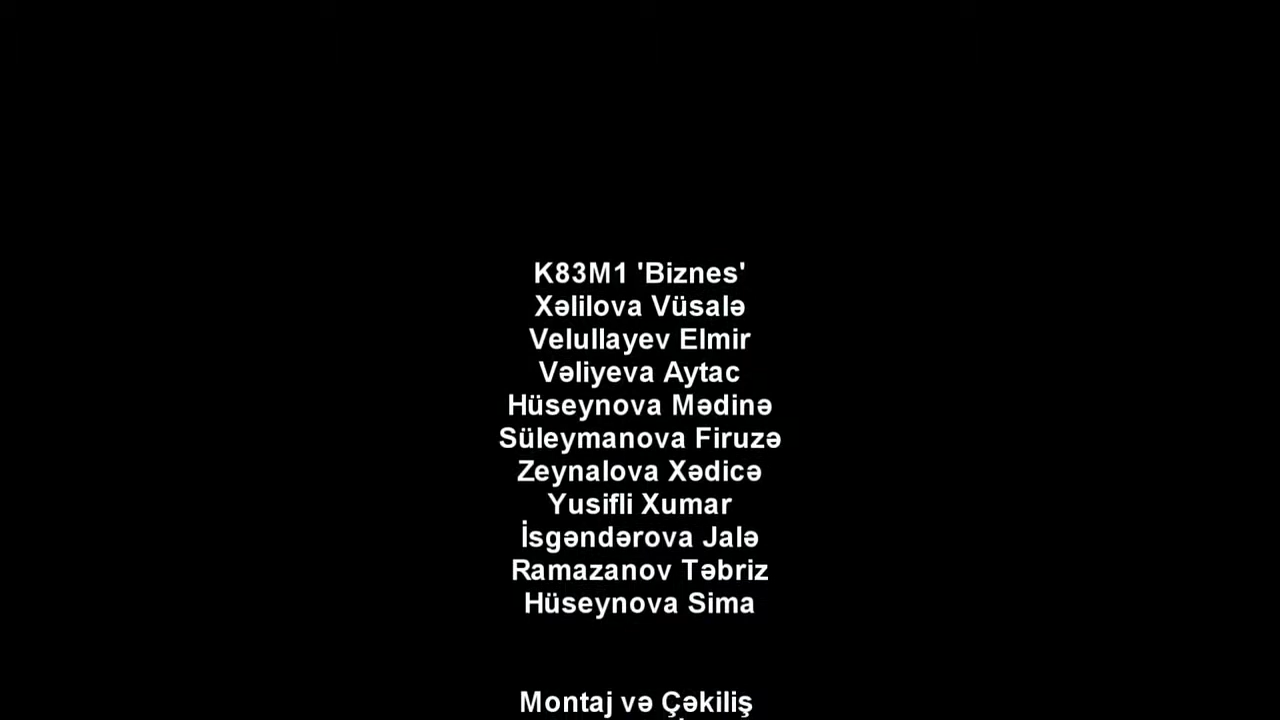 K83M1 'Biznes'
Xəlilova Vüsalə
Velullayev Elmir
Vəliyeva Aytac
Hüseynova Mədinə
Süleymanova Firuzə
Zeynalova Xədicə
Yusifli Xumar
İsgəndərova Jalə
Ramazanov Təbriz
Hüseynova Sima
Montaj və Çəkiliş